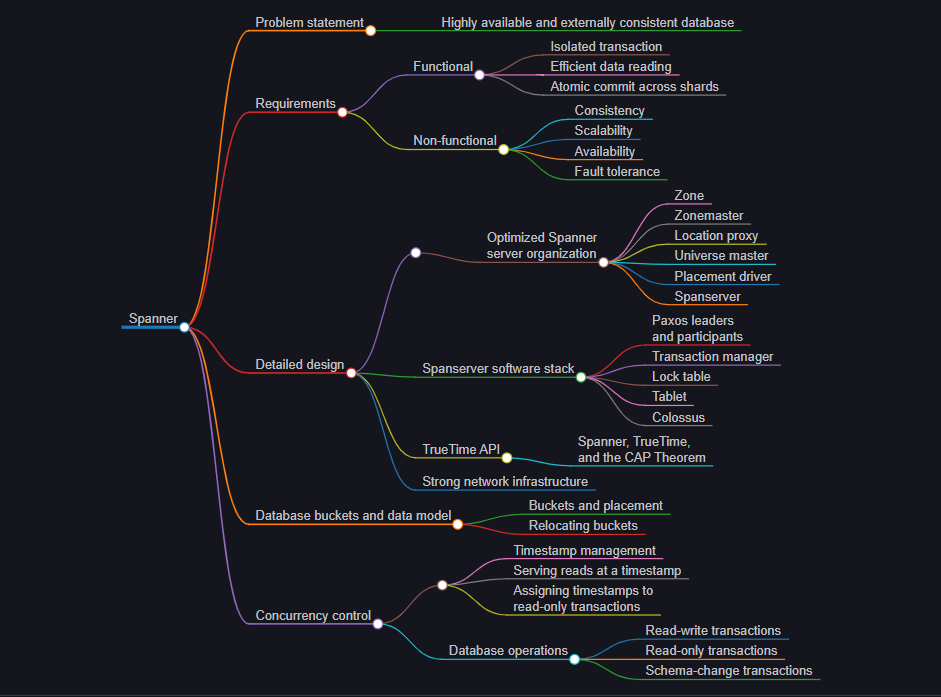 Problem statement
Highly available and externally consistent database
Isolated transaction
Functional
Efficient data reading
Atomic commit across shards
Requirements
Consistency
Scalability
Non-functional
Availability
Fault tolerance
Zone
Zonemaster
Optimized Spanner
server organization
Location proxy
Universe master
Placement driver
Spanserver
Spanner
Paxos leaders
and participants
Transaction manager
Detailed design
Spanserver software stack
Lock table
Tablet
Colossus
TrueTime API
Spanner, TrueTime,
and the CAP Theorem
Strong network infrastructure
Database buckets and data model
Buckets and placement
Relocating buckets
Timestamp management
Serving reads at a timestamp
Assigning timestamps to
read-only transactions
Concurrency control
Database operations
Read-write transactions
Read-only transactions
Schema-change transactions